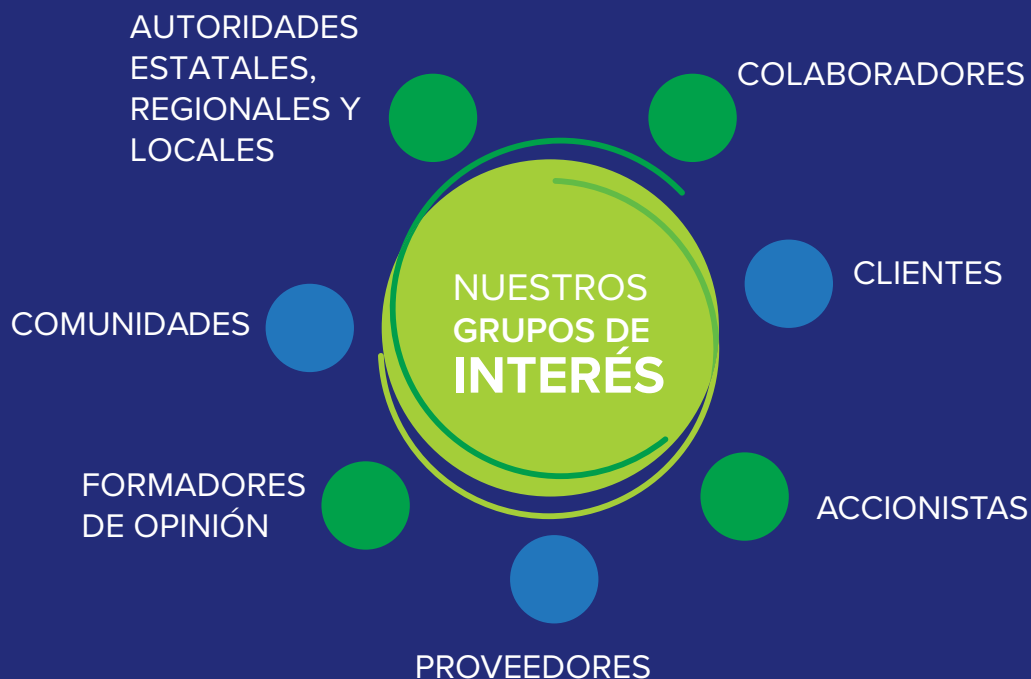 AUTORIDADES
ESTATALES,
REGIONALES Y
LOCALES
COLABORADORES
CLIENTES
NUESTROS
GRUPOS DE
INTERÉS
COMUNIDADES
FORMADORES
DE OPINIÓN
ACCIONISTAS
PROVEEDORES